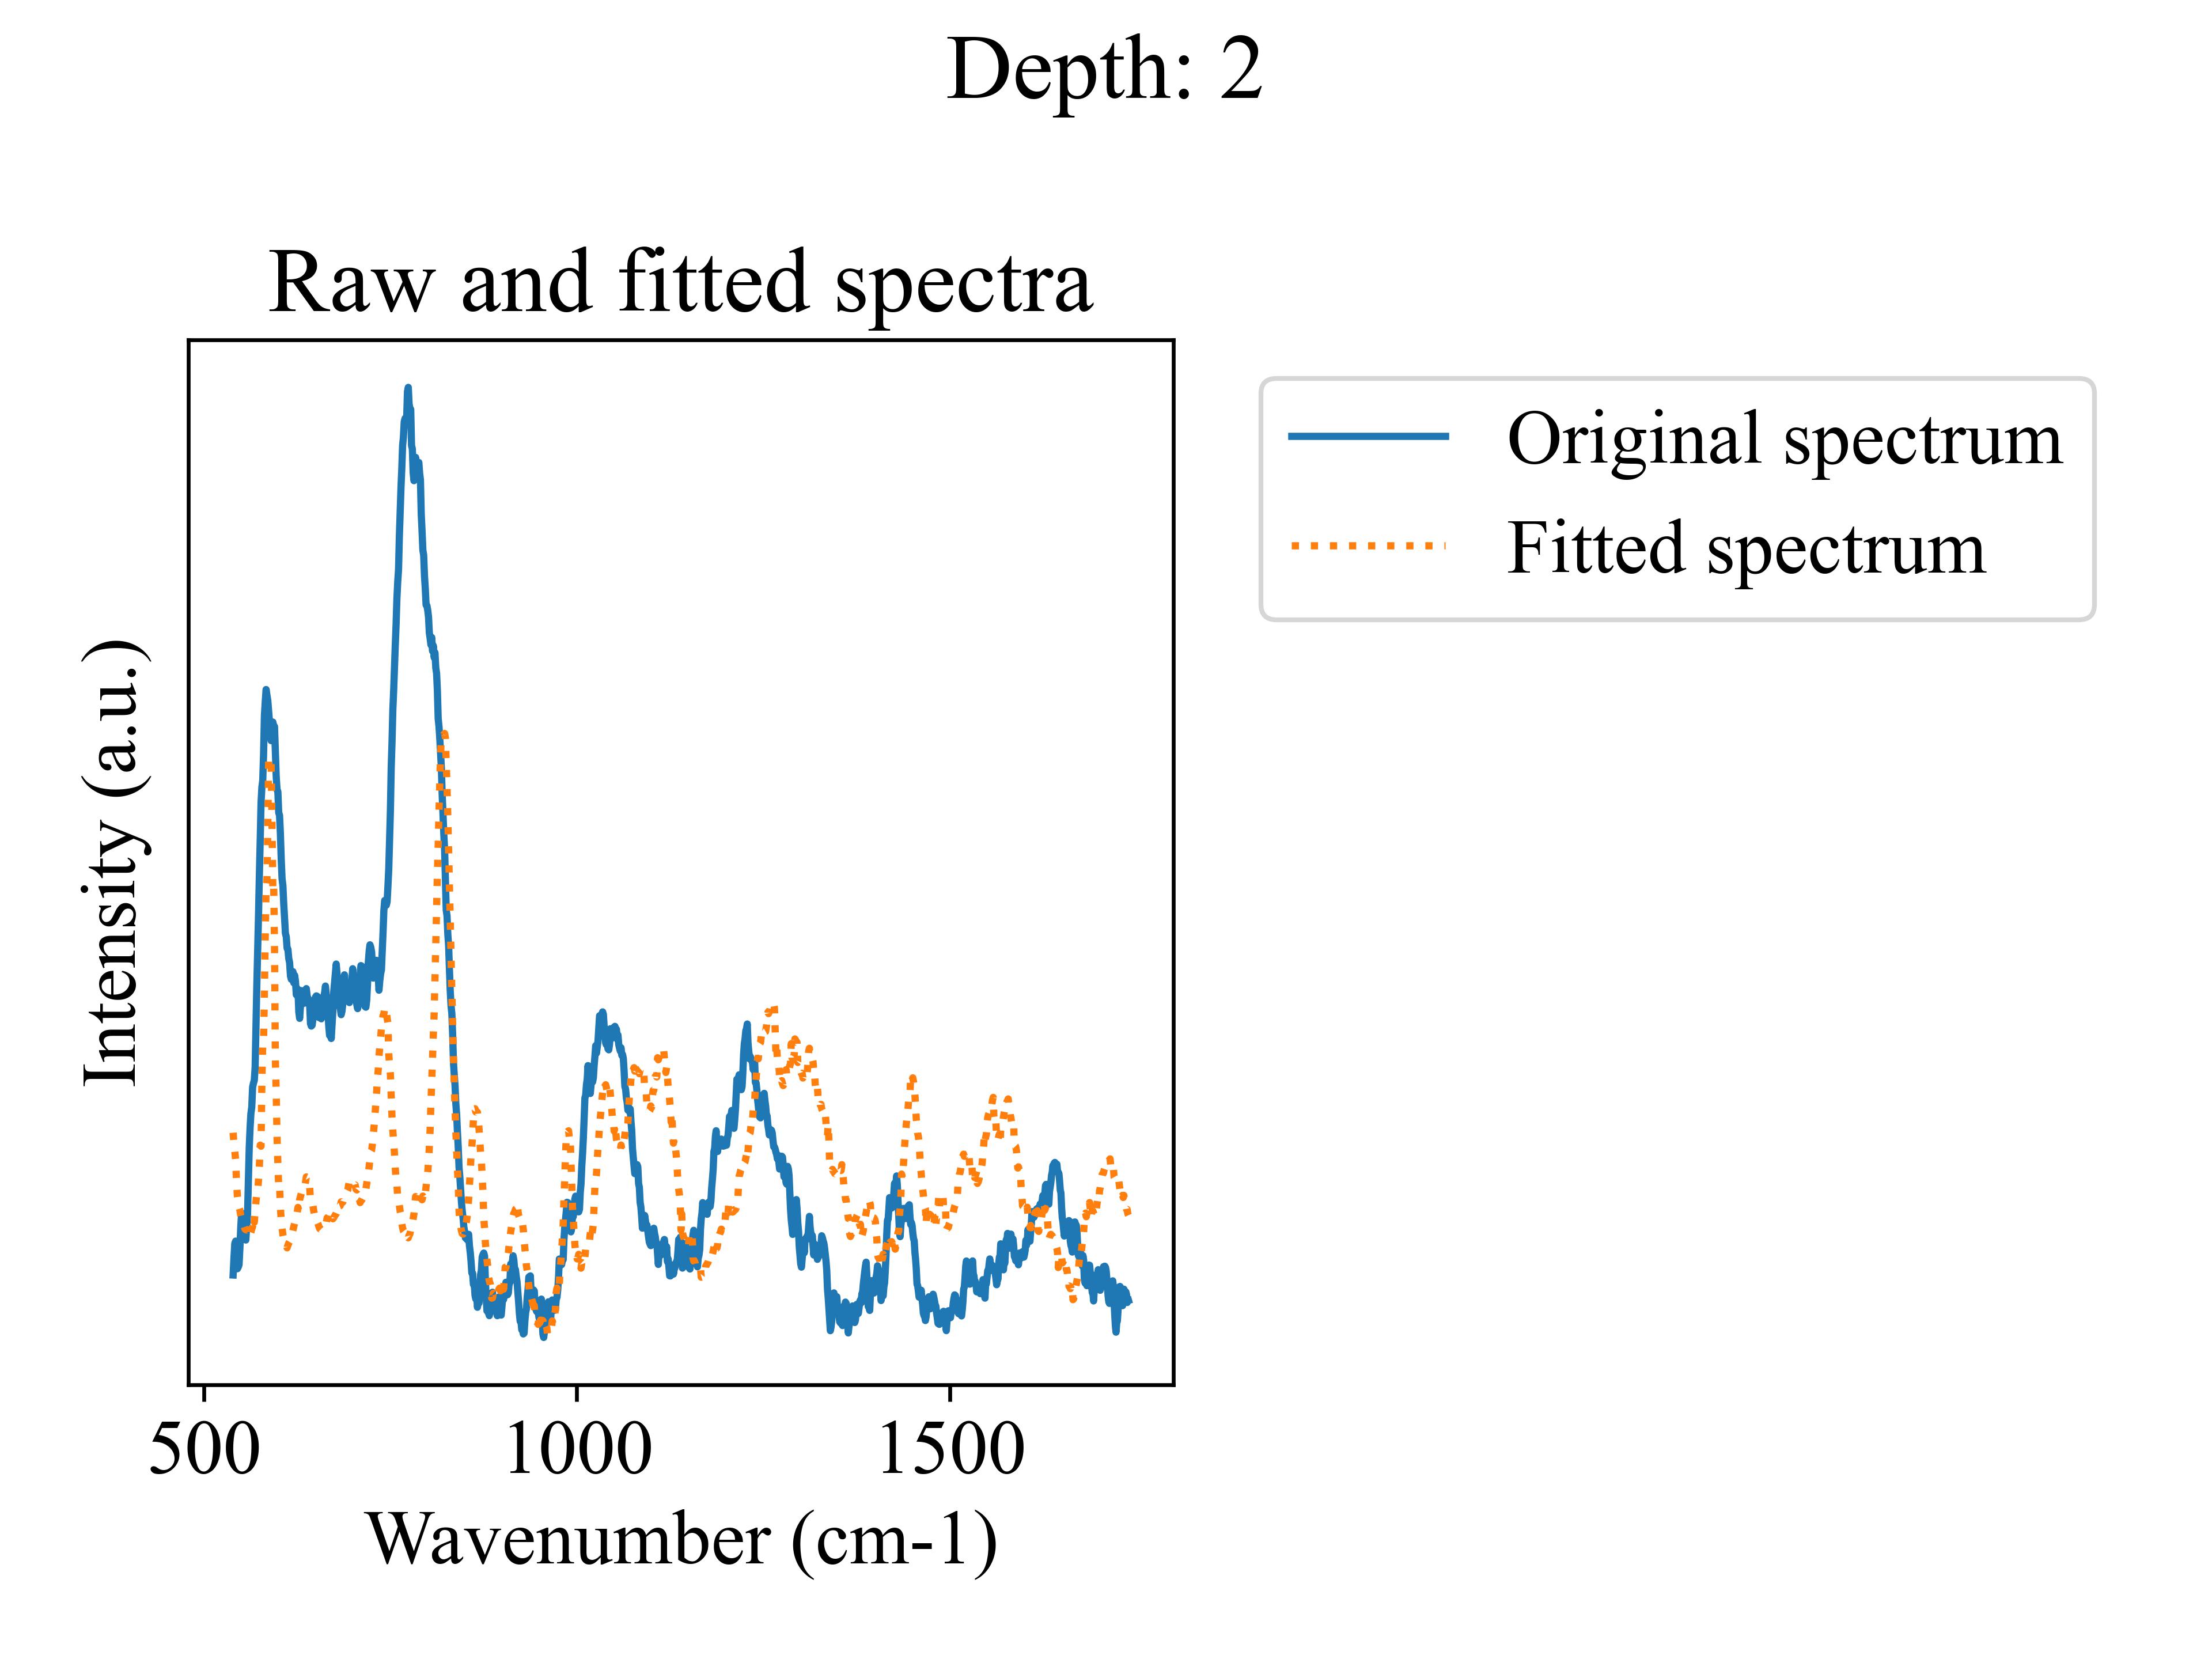 Depth: 2
Raw and fitted spectra
Original spectrum
Fitted spectrum
Intensity (a.u.)
500 1000 1500
Wavenumber (cm-1)